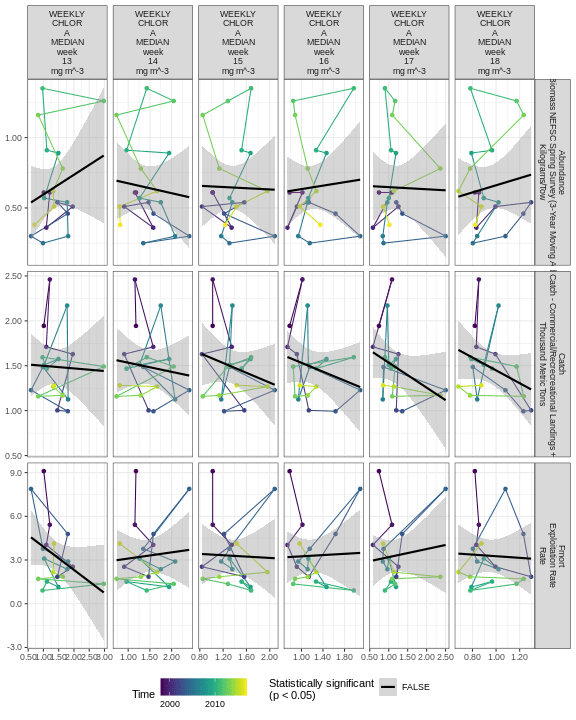 WEEKLY WEEKLY WEEKLY WEEKLY WEEKLY WEEKLY
CHLOR CHLOR CHLOR CHLOR CHLOR CHLOR
A A A A A A
MEDIAN MEDIAN MEDIAN MEDIAN MEDIAN MEDIAN
week week week week week week
13 14 15 16 17 18
mg m^-3 mg m^-3 mg m^-3 mg m^-3 mg m^-3 mg m^-3
1.00
0.50
Abundance
Biomass NEFSC Spring Survey (3-Year Moving
Kilograms/Tow
2.50
2.00
1.50
1.00
0.50
Catch
Catch - Commercial/Recreational Landings +
Thousand Metric Tons
9.0
6.0
3.0
0.0
-3.0
Fmort
Exploitation Rate
Rate
0.50 1.00 1.50 2.00 2.50 3.00 1.00 1.50 2.00 0.80 1.20 1.60 2.00 1.00 1.40 1.80 0.50 1.00 1.50 2.00 2.50 0.80 1.00 1.20
Time
2000 2010
Statistically significant
(p < 0.05)
FALSE